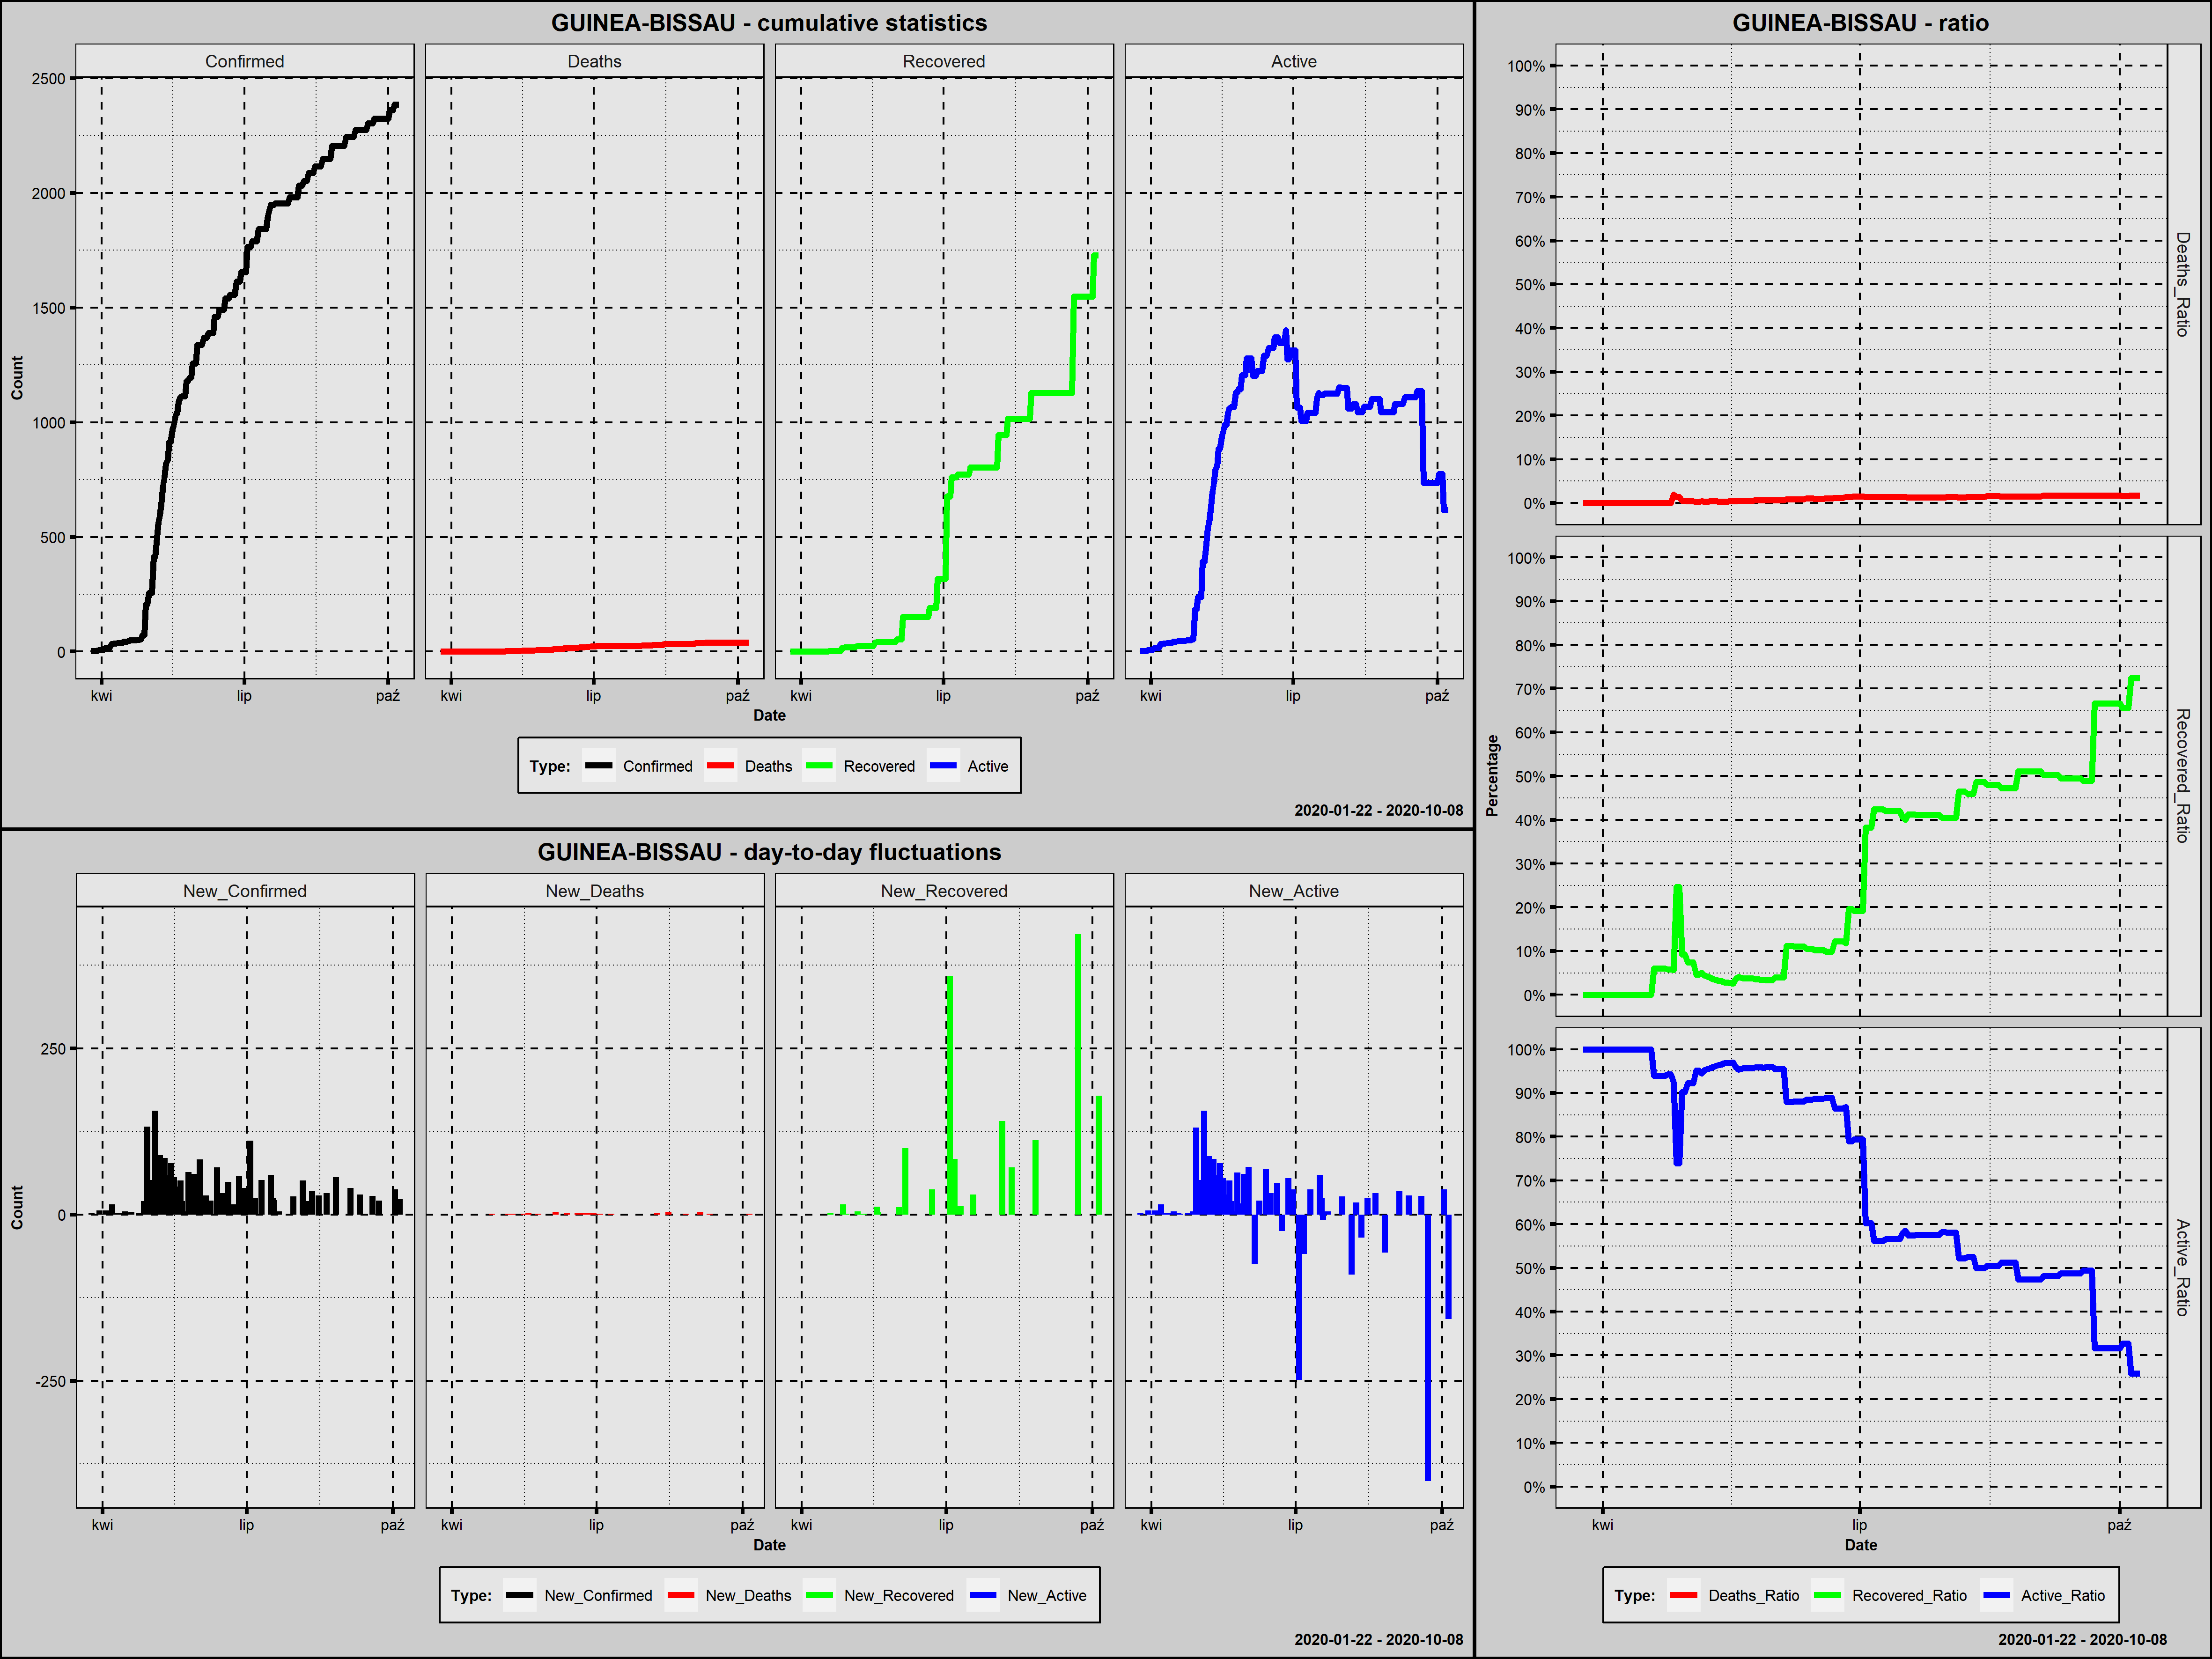 GUINEA-BISSAU - cumulative statistics
Confirmed Deaths Recovered Active
2500
2000
1500
1000
500
0
Count
kwi lip paź kwi lip paź kwi lip paź kwi lip paź
Date
Type: Confirmed Deaths Recovered Active
2020-01-22 - 2020-10-08
GUINEA-BISSAU - day-to-day fluctuations
New_Confirmed New_Deaths New_Recovered New_Active
250
0
-250
Count
kwi lip paź kwi lip paź kwi lip paź kwi lip paź
Date
Type: New_Confirmed New_Deaths New_Recovered New_Active
2020-01-22 - 2020-10-08
GUINEA-BISSAU - ratio
100%
90%
80%
70%
60%
50%
40%
30%
20%
10%
0%
Deaths_Ratio
100%
90%
80%
70%
60%
50%
40%
30%
20%
10%
0%
Recovered_Ratio
Percentage
100%
90%
80%
70%
60%
50%
40%
30%
20%
10%
0%
Active_Ratio
kwi lip paź
Date
Type: Deaths_Ratio Recovered_Ratio Active_Ratio
2020-01-22 - 2020-10-08